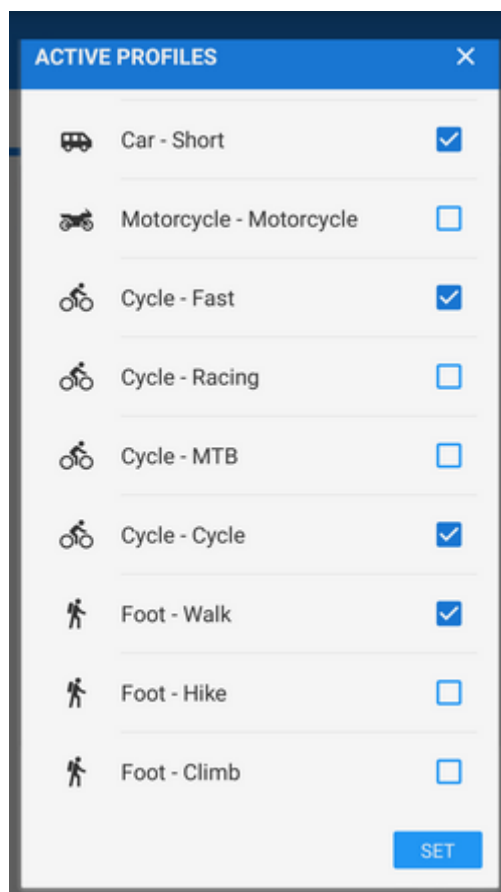 ACTIVE PROFILES
Car - Short
Motorcycle - Motorcycle
Cycle - Fast
Cycle - Racing
Cycle - MTB
Cycle - Cycle
Foot - Walk
Foot - Hike
Foot - Climb
SET